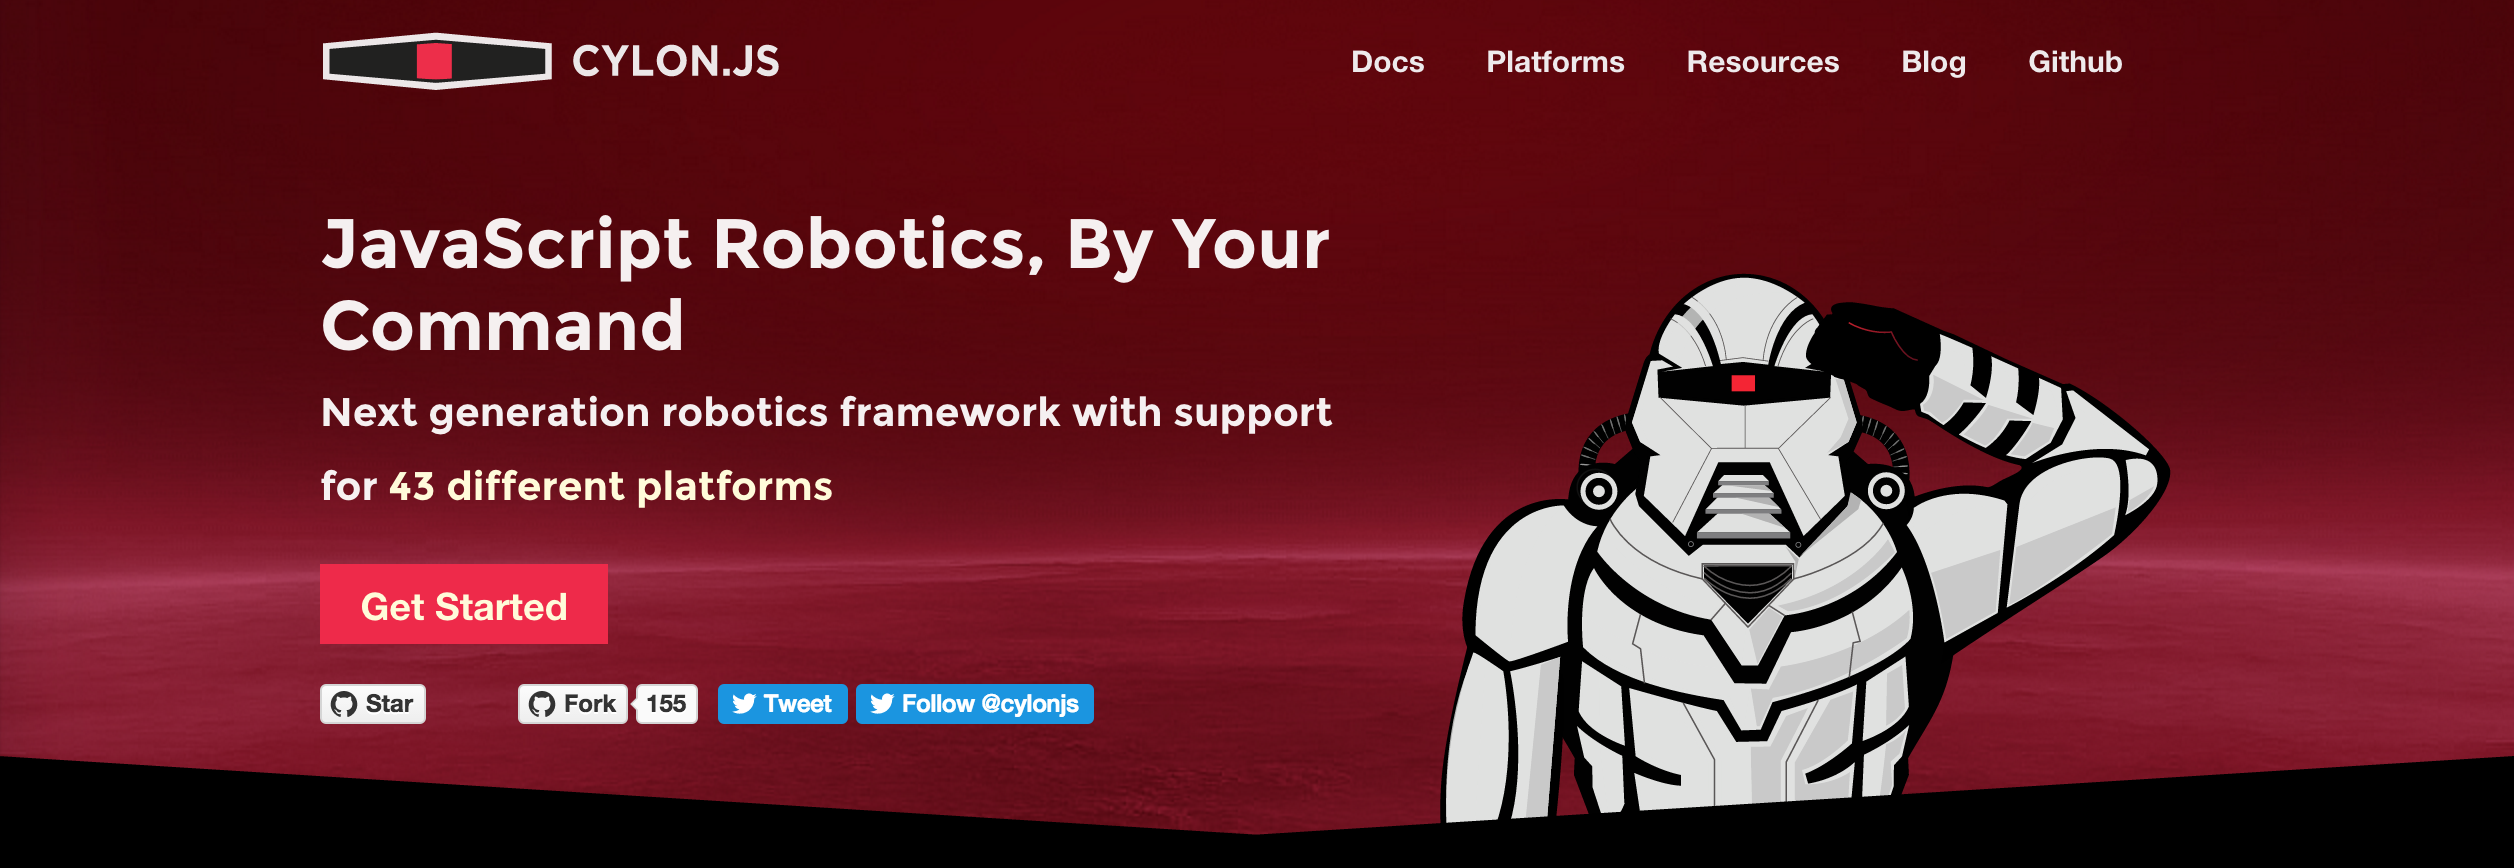 CYLON.JS
Docs Platforms Resources Blog Github
JavaScript Robotics, By Your
Command
Next generation robotics framework with support
for 43 different platforms
Get Started
Star Fork 155 Tweet Follow @cylonjs